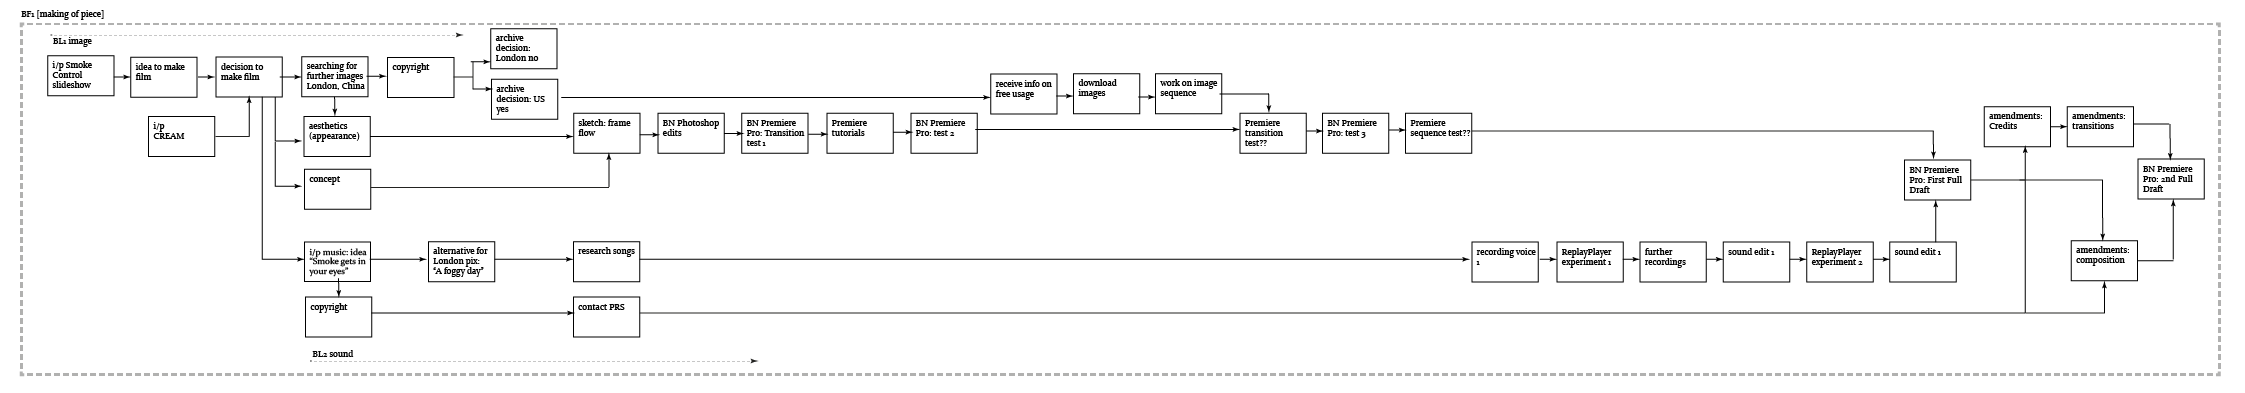 BF1 [making of piece]
BL1 image
i/p Smoke
Control
slideshow
idea to make
film
decision to
make film
searching for
further images
London, China
copyright
archive
decision:
London no
archive
decision: US
yes
i/p
CREAM
aesthetics
(appearance)
concept
sketch: frame
flow
BN Photoshop
edits
BN Premiere
Pro: Transition
test 1
Premiere
tutorials
BN Premiere
Pro: test 2
receive info on
free usage
download
images
work on image
sequence
Premiere
transition
test??
BN Premiere
Pro: test 3
Premiere
sequence test??
BN Premiere
Pro: First Full
Draft
amendments:
Credits
amendments:
transitions
BN Premiere
Pro: 2nd Full
Draft
i/p music: idea
"Smoke gets in
your eyes"
alternative for
London pix:
"A foggy day"
research songs
recording voice
1
ReplayPlayer
experiment 1
further
recordings
sound edit 1
ReplayPlayer
experiment 2
sound edit 1
amendments:
composition
copyright
contact PRS
BL2 sound